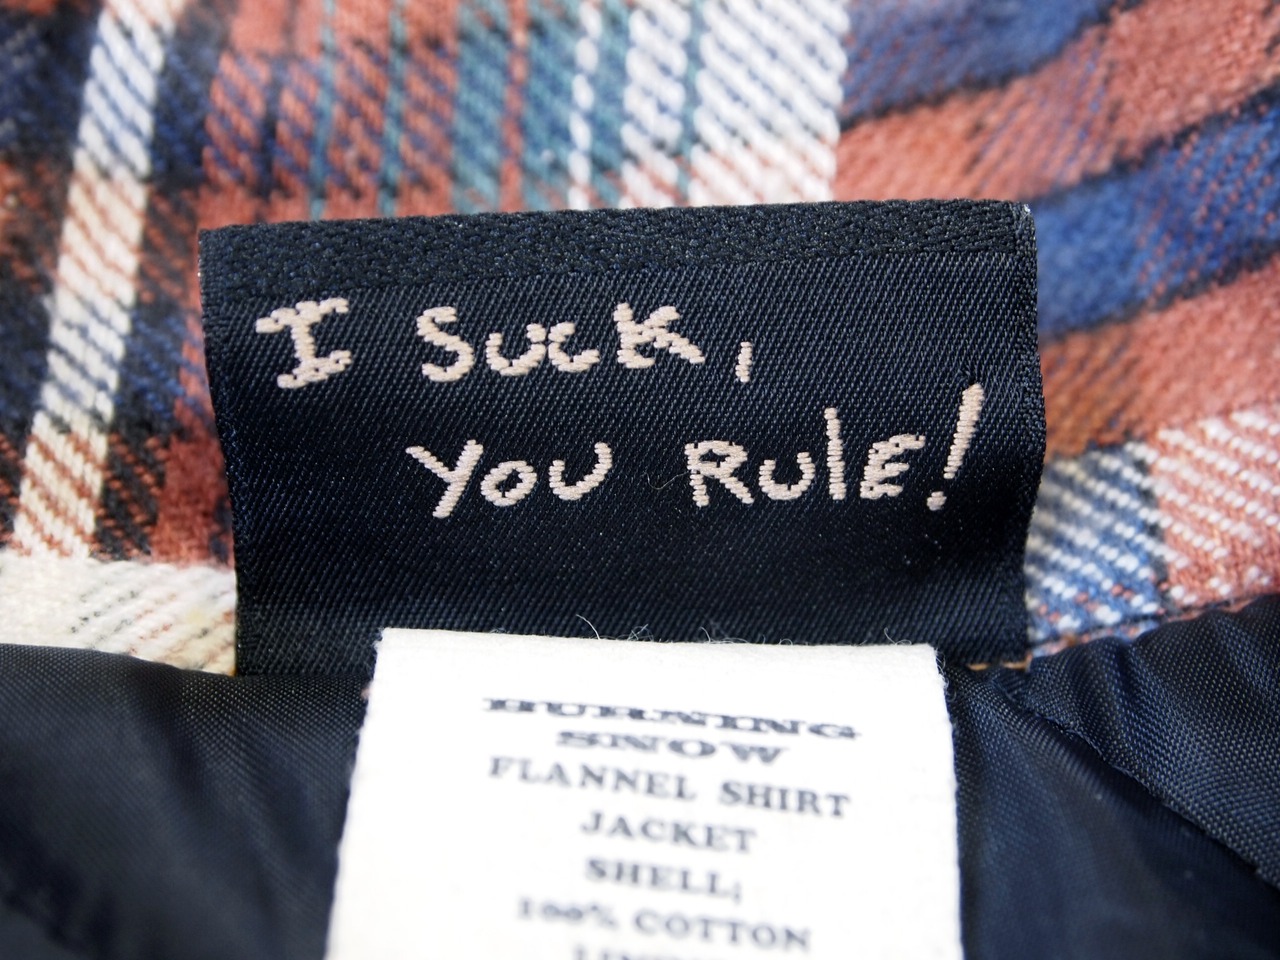 I SUCK,
YOU RULE!
BURNING
SNOW
FLANNEL SHIRT
JACKET
SHELL;
100% COTTON